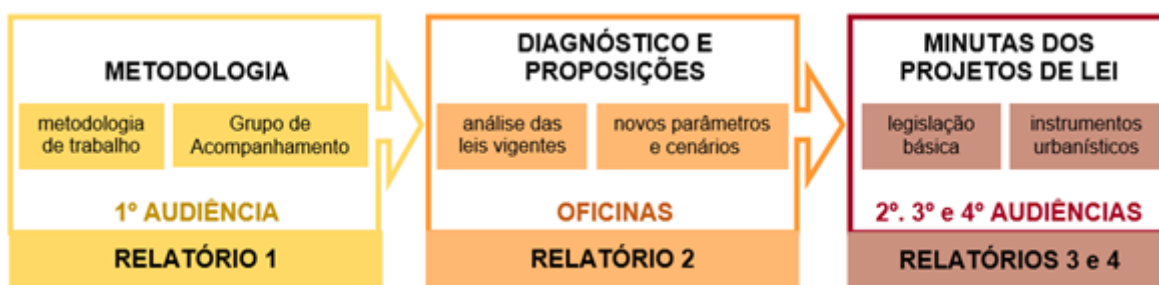 METODOLOGIA
metodologia
de trabalho
Grupo de
Acompanhamento
1º AUDIÊNCIA
RELATÓRIO 1
DIAGNÓSTICO E
PROPOSIÇÕES
análise das
leis vigentes
novos parâmetros
e cenários
OFICINAS
RELATÓRIO 2
MINUTAS DOS
PROJETOS DE LEI
legislação
básica
instrumentos
urbanísticos
2º. 3º e 4º AUDIÊNCIAS
RELATÓRIOS 3 e 4